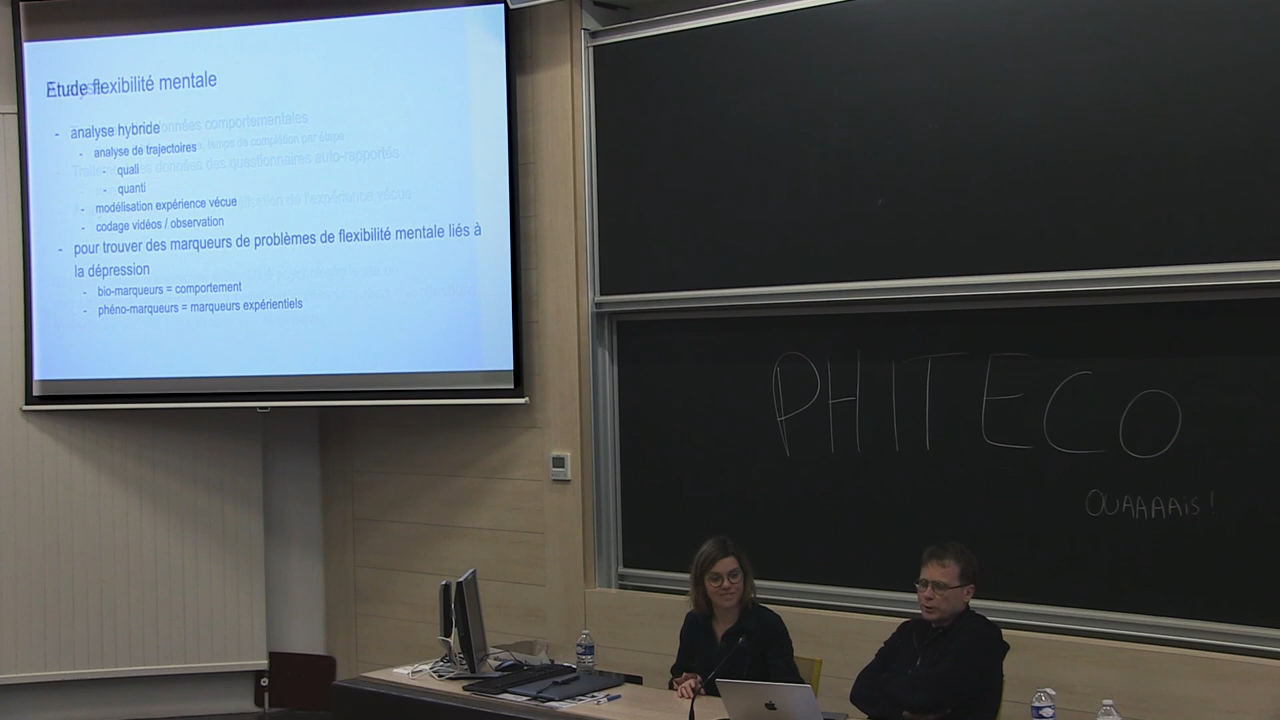 Etude flexibilité mentale
- analyse hybride
- analyse de trajectoires
- quali
- quanti
- modélisation expérience vécue
- codage vidéos / observation
- pour trouver des marqueurs de problèmes de flexibilité mentale liés à
la dépression
- bio-marqueurs = comportement
- phéno-marqueurs = marqueurs expérientiels
PHITECO
OUAAAAis !